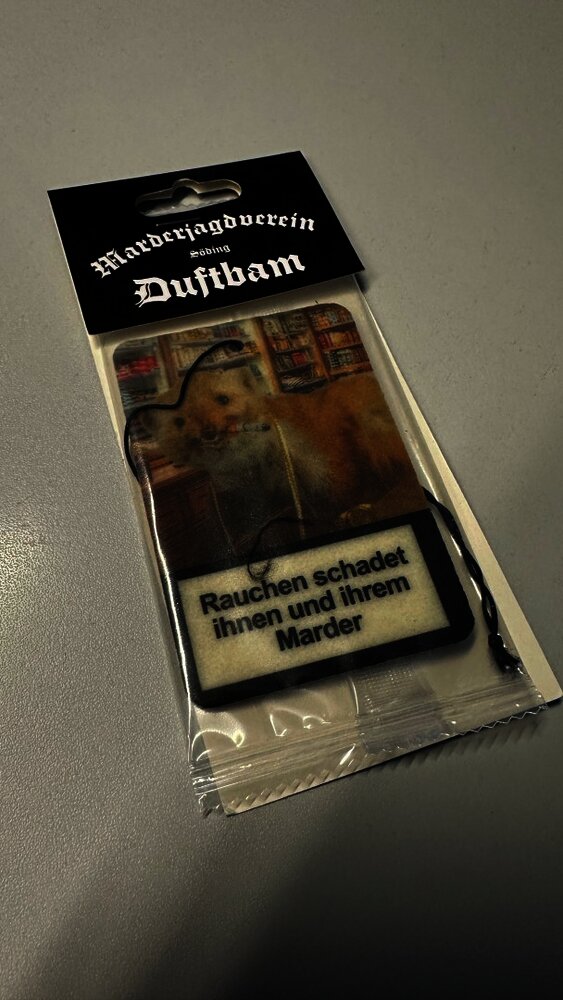 Marderjagdverein
Söding
Duftbam
Rauchen schadet
ihnen und ihrem
Marder